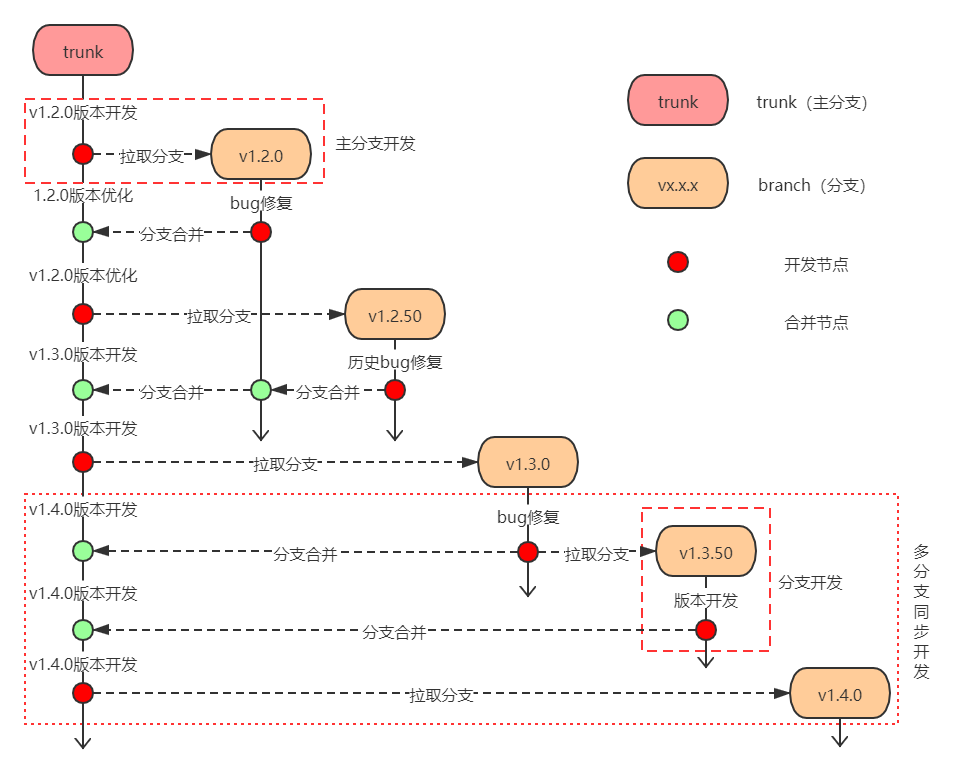 trunk
v1.2.0版本开发
拉取分支
v1.2.0
主分支开发
1.2.0版本优化
bug修复
分支合并
v1.2.0版本优化
拉取分支
v1.2.50
v1.3.0版本开发
历史bug修复
分支合并
分支合并
v1.3.0版本开发
拉取分支
v1.3.0
v1.4.0版本开发
bug修复
分支合并
拉取分支
v1.3.50
分支开发
v1.4.0版本开发
版本开发
分支合并
v1.4.0版本开发
拉取分支
v1.4.0
多分支同步开发
trunk
trunk（主分支）
vx.x.x
branch（分支）
开发节点
合并节点